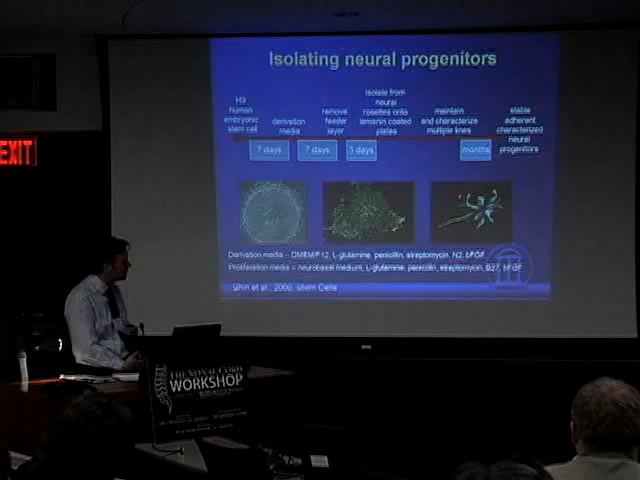 Isolating neural progenitors
H9
human
embryonic
stem cell
derivation
media
remove
feeder
layer
isolate from
neural
rosettes onto
laminin coated
plates
maintain
and characterize
multiple lines
stable
adherent
characterized
neural
progenitors
7 days
7 days
3 days
months
Derivation media – DMEM/F12, L-glutamine, penicillin, streptomycin, N2, bFGF
Proliferation media – neurobasal medium, L-glutamine, penicillin, streptomycin, B27, bFGF
Shin et al., 2006, Stem Cells
EXIT
THE SPINAL CORD
WORKSHOP